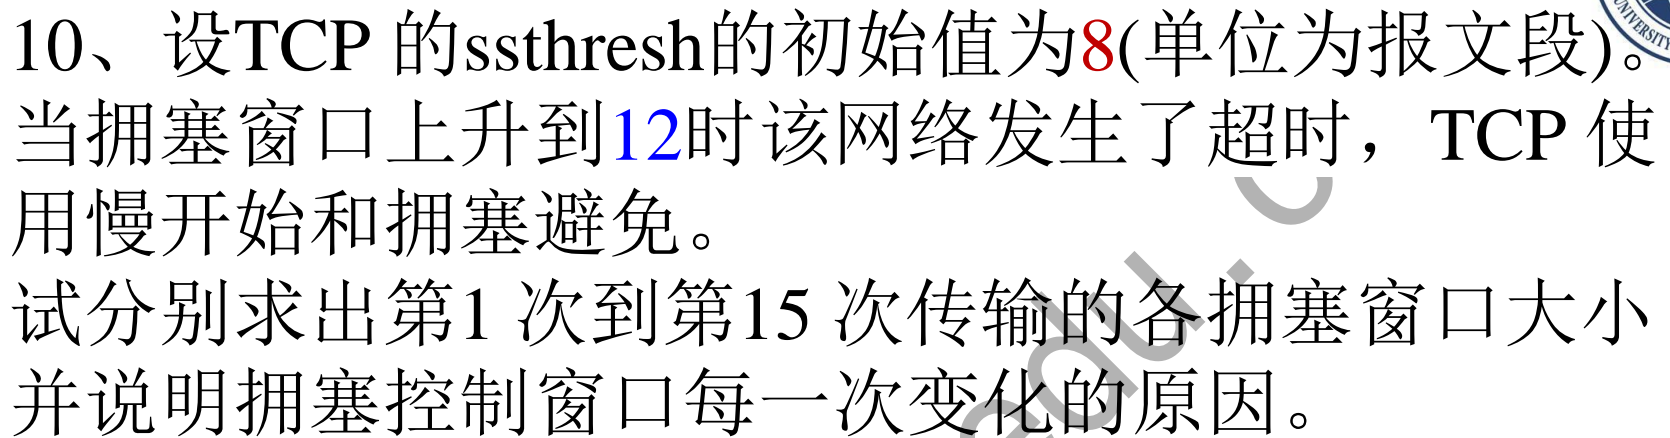 10、设TCP 的ssthresh的初始值为8(单位为报文段)。
当拥塞窗口上升到12时该网络发生了超时，TCP 使
用慢开始和拥塞避免。
试分别求出第1 次到第15 次传输的各拥塞窗口大小
并说明拥塞控制窗口每一次变化的原因。
UNIVERSITY
edu.c